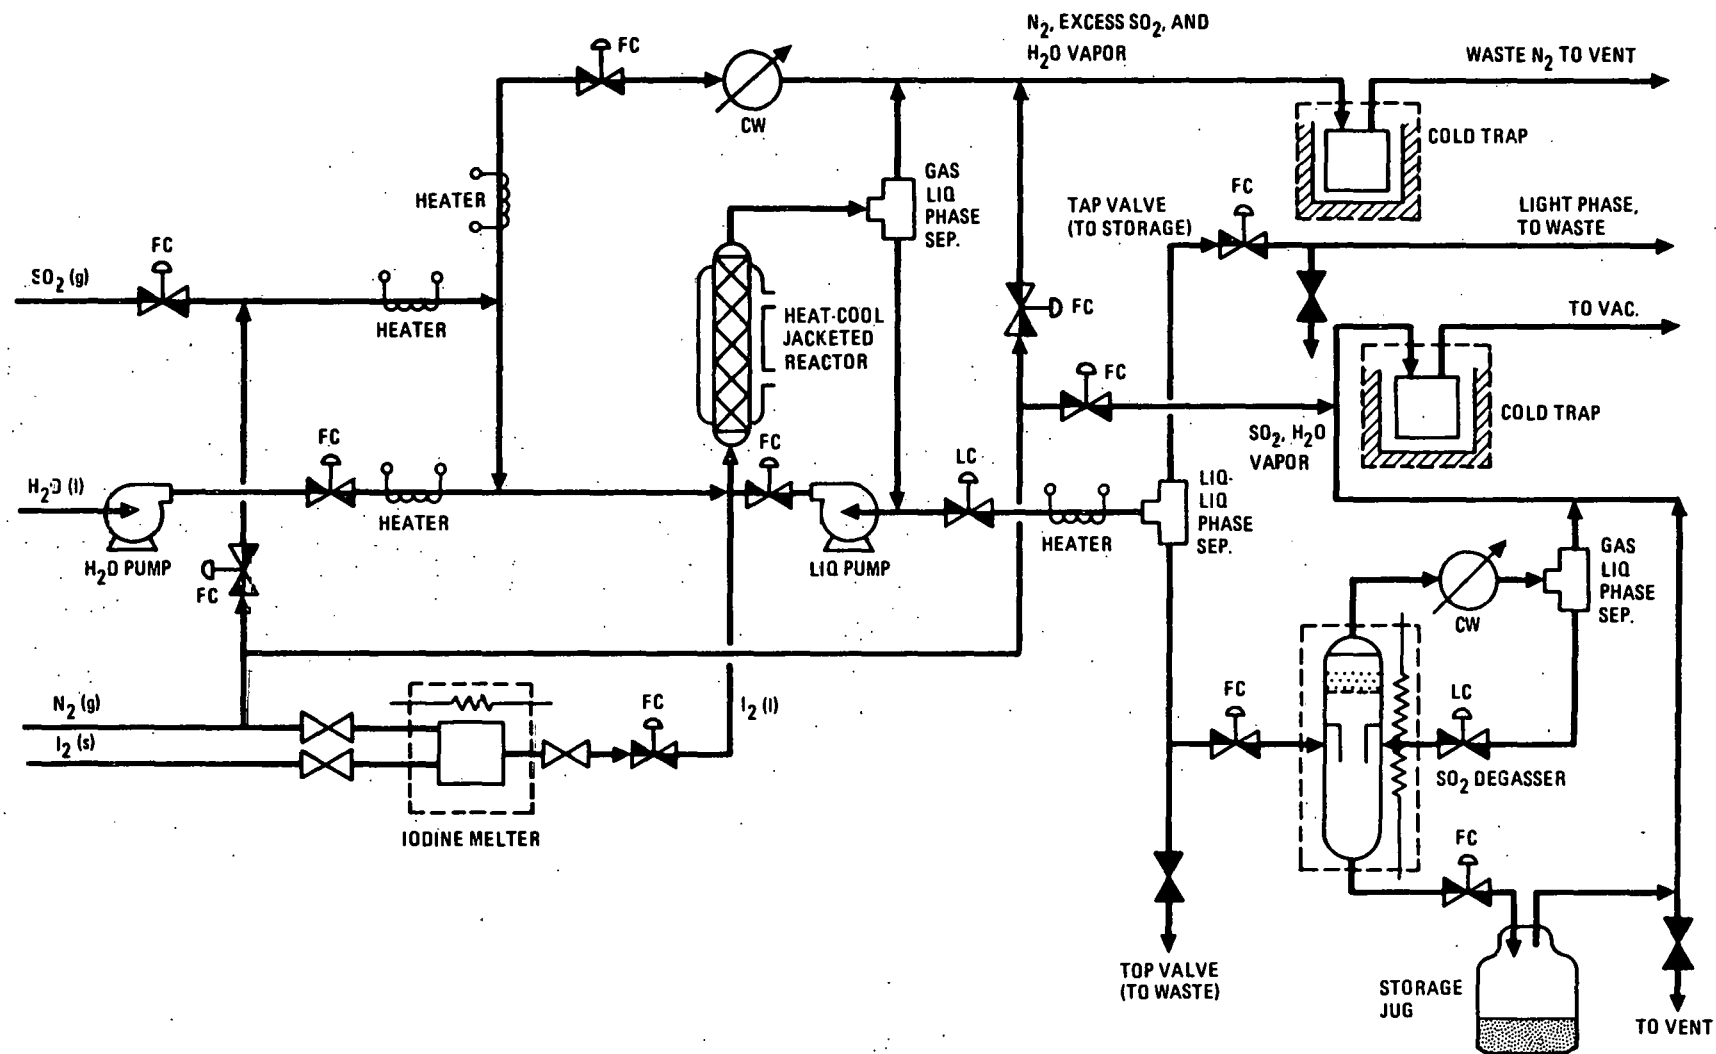 N2, EXCESS SO2, AND
H2O VAPOR
FC
WASTE N2 TO VENT
CW
COLD TRAP
HEATER
GAS
LIQ
PHASE
SEP.
TAP VALVE
(TO STORAGE)
FC
LIGHT PHASE,
TO WASTE
FC
SO2 (g)
HEATER
HEAT-COOL
JACKETED
REACTOR
FC
TO VAC.
FC
COLD TRAP
SO2, H2O
VAPOR
FC
FC
LC
H2O (l)
HEATER
H2O PUMP
FC
LIQ PUMP
HEATER
LIQ-
LIQ
PHASE
SEP.
GAS
LIQ
PHASE
SEP.
CW
N2 (g)
I2 (s)
FC
I2 (l)
IODINE MELTER
FC
LC
SO2 DEGASSER
FC
TOP VALVE
(TO WASTE)
STORAGE
JUG
TO VENT